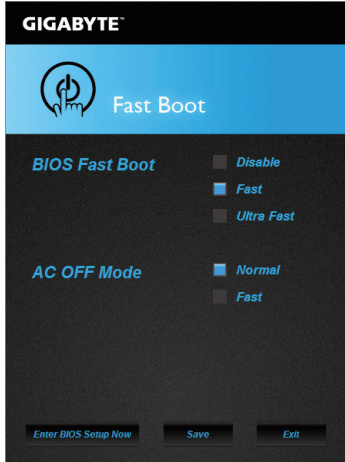 GIGABYTE™
Fast Boot
BIOS Fast Boot
Disable
Fast
Ultra Fast
AC OFF Mode
Normal
Fast
Enter BIOS Setup Now
Save
Exit